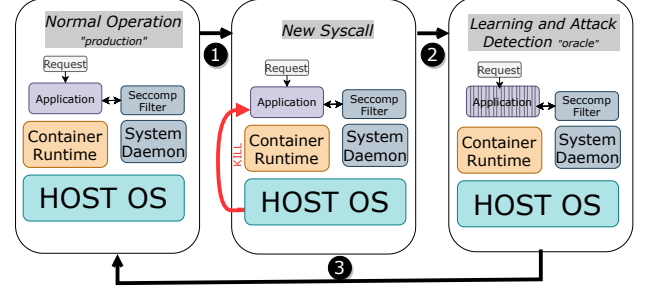 Normal Operation
"production"
Request
Application
Seccomp
Filter
Container
Runtime
System
Daemon
HOST OS
1
New Syscall
Request
Application
Seccomp
Filter
KILL
Container
Runtime
System
Daemon
HOST OS
2
Learning and Attack
Detection "oracle"
Request
Application
Seccomp
Filter
Container
Runtime
System
Daemon
HOST OS
3